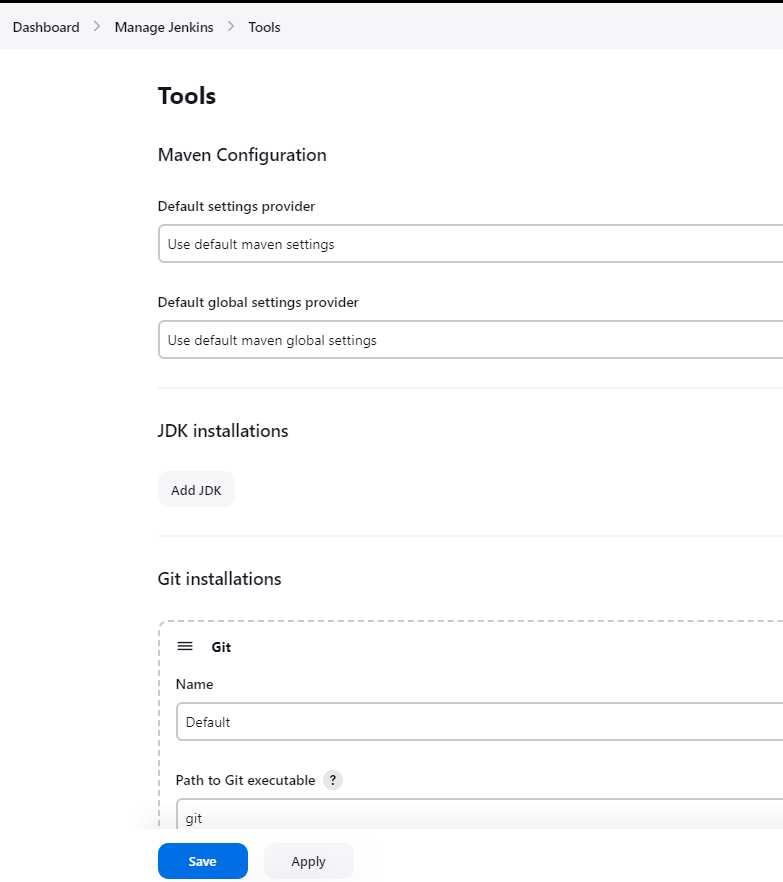 Dashboard > Manage Jenkins > Tools
Tools
Maven Configuration
Default settings provider
Use default maven settings
Default global settings provider
Use default maven global settings
JDK installations
Add JDK
Git installations
Git
Name
Default
Path to Git executable ?
git
Save Apply